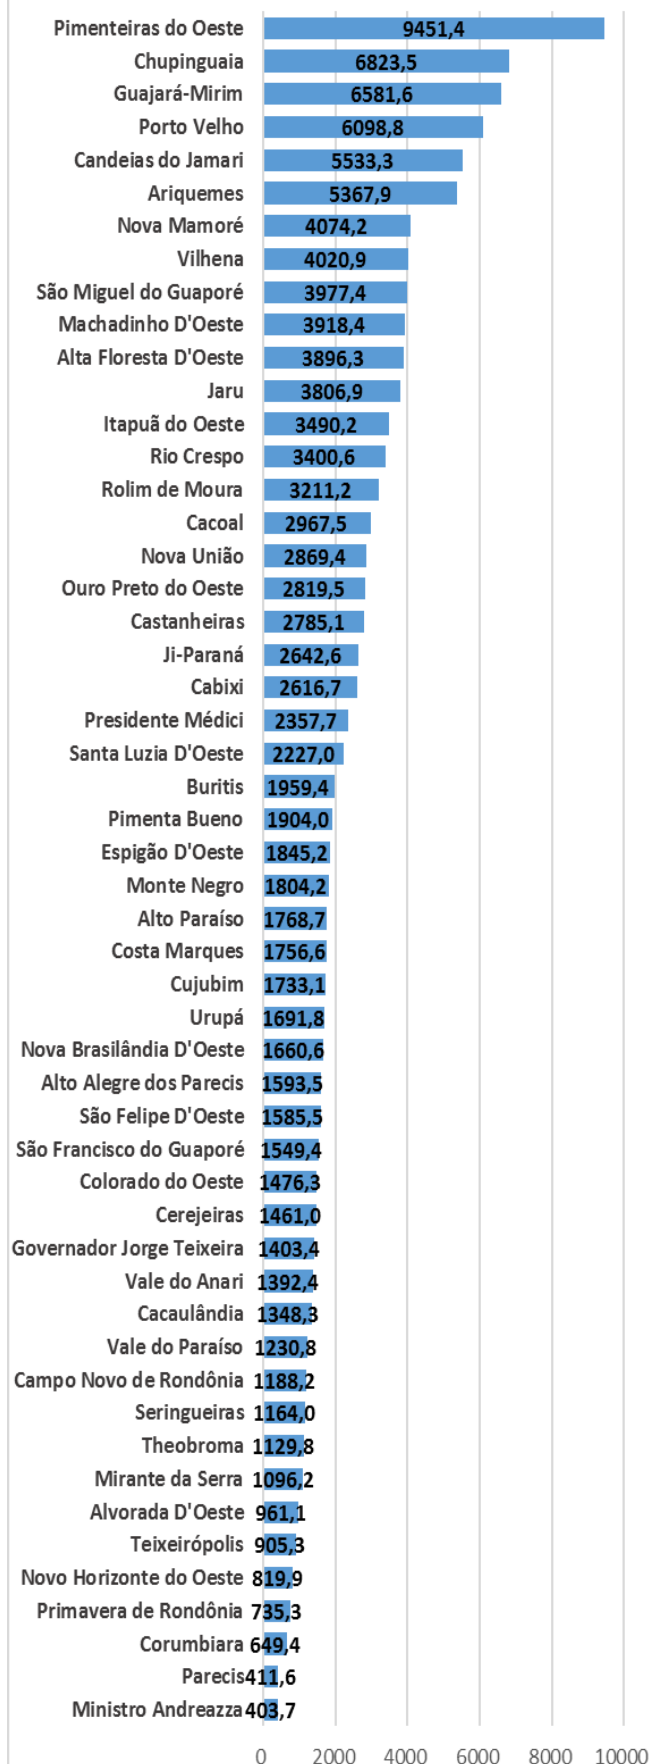 Pimenteiras do Oeste 9451,4
Chupinguaia 6823,5
Guajará-Mirim 6581,6
Porto Velho 6098,8
Candeias do Jamari 5533,3
Ariquemes 5367,9
Nova Mamoré 4074,2
Vilhena 4020,9
São Miguel do Guaporé 3977,4
Machadinho D'Oeste 3918,4
Alta Floresta D'Oeste 3896,3
Jaru 3806,9
Itapuã do Oeste 3490,2
Rio Crespo 3400,6
Rolim de Moura 3211,2
Cacoal 2967,5
Nova União 2869,4
Ouro Preto do Oeste 2819,5
Castanheiras 2785,1
Ji-Paraná 2642,6
Cabixi 2616,7
Presidente Médici 2357,7
Santa Luzia D'Oeste 2227,0
Buritis 1959,4
Pimenta Bueno 1904,0
Espigão D'Oeste 1845,2
Monte Negro 1804,2
Alto Paraíso 1768,7
Costa Marques 1756,6
Cujubim 1733,1
Urupá 1691,8
Nova Brasilândia D'Oeste 1660,6
Alto Alegre dos Parecis 1593,5
São Felipe D'Oeste 1585,5
São Francisco do Guaporé 1549,4
Colorado do Oeste 1476,3
Cerejeiras 1461,0
Governador Jorge Teixeira 1403,4
Vale do Anari 1392,4
Cacaulândia 1348,3
Vale do Paraíso 1230,8
Campo Novo de Rondônia 1188,2
Seringueiras 1164,0
Theobroma 1129,8
Mirante da Serra 1096,2
Alvorada D'Oeste 961,1
Teixeirópolis 905,3
Novo Horizonte do Oeste 819,9
Primavera de Rondônia 735,3
Corumbiara 649,4
Parecis 411,6
Ministro Andreazza 403,7
0 2000 4000 6000 8000 10000